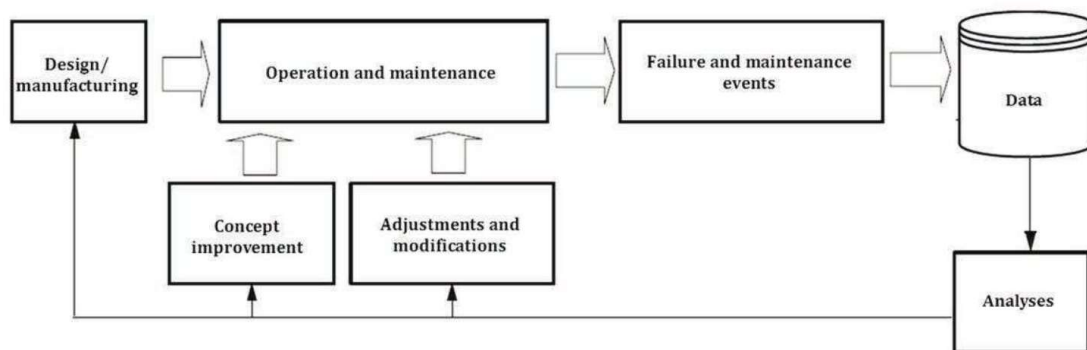 Design/
manufacturing
Operation and maintenance
Failure and maintenance
events
Data
Concept
improvement
Adjustments and
modifications
Analyses